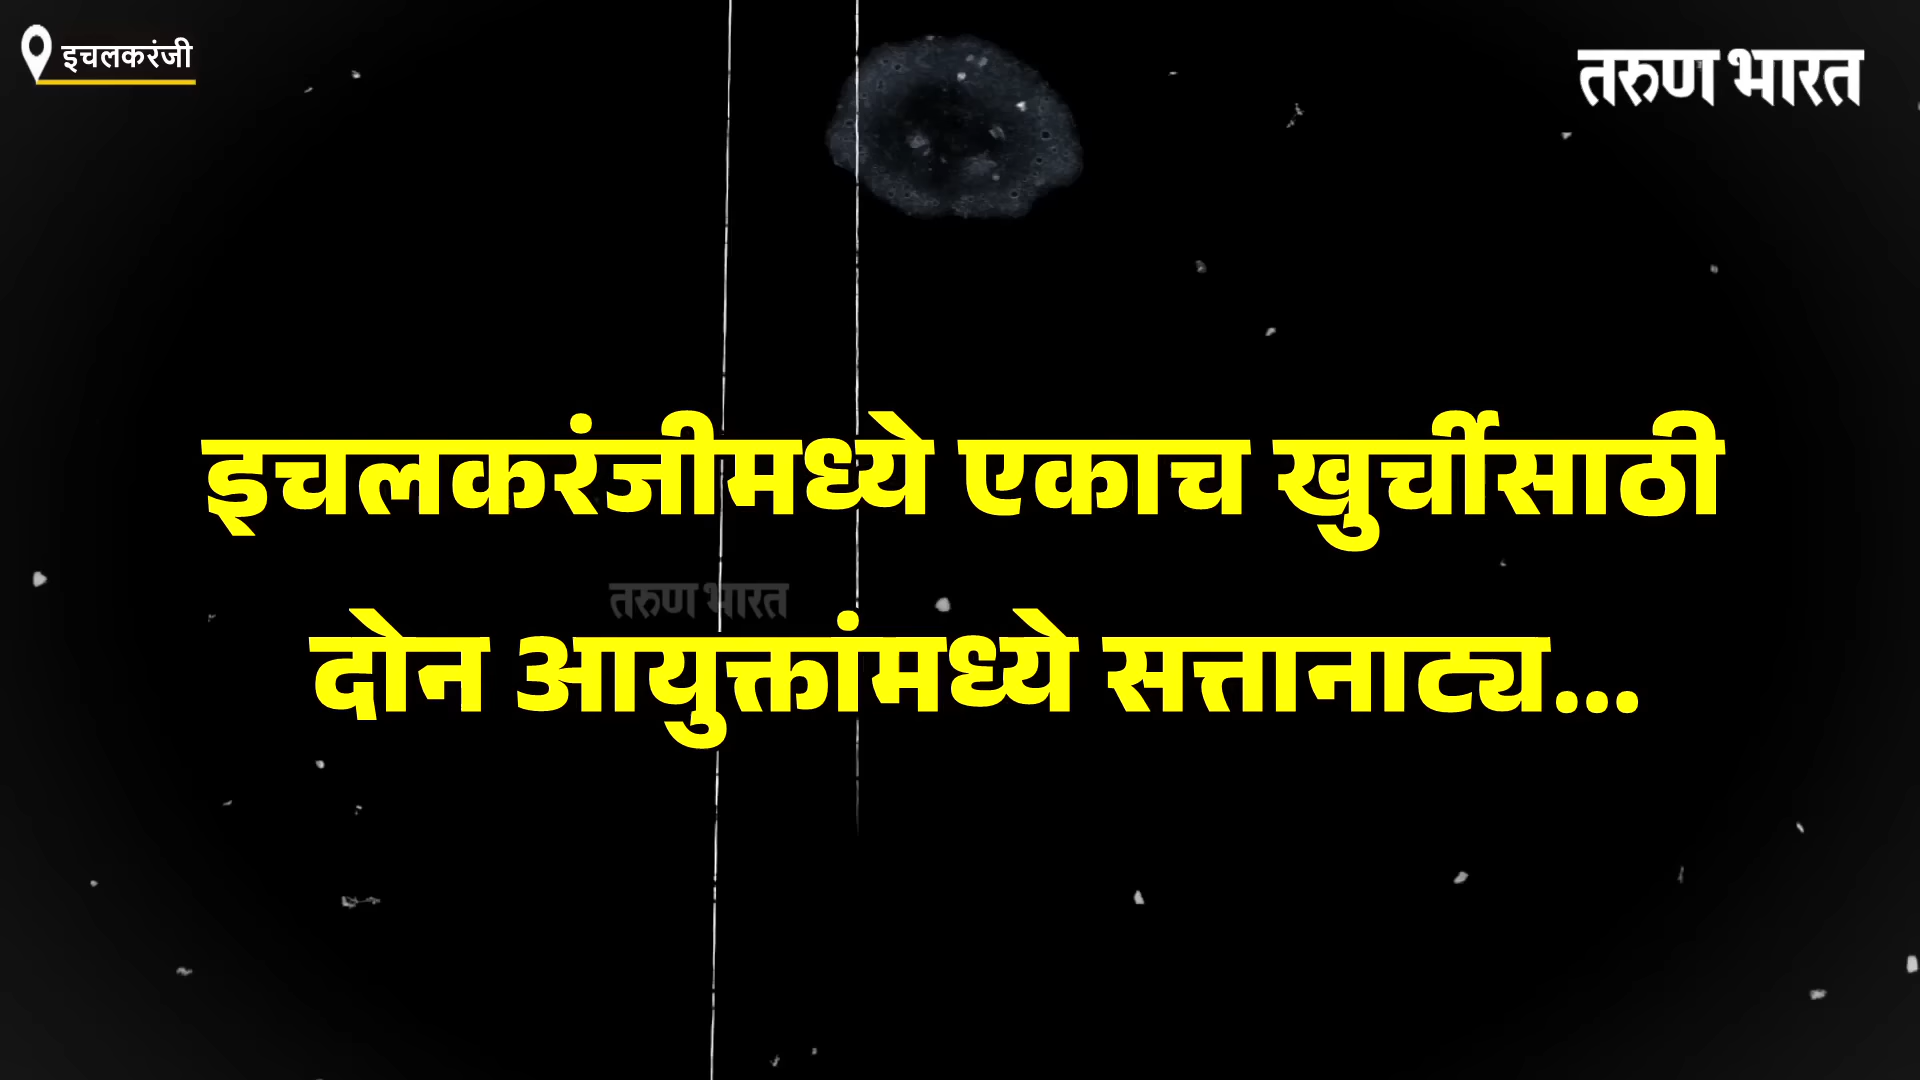 इचलकरंजी
तरुण भारत
इचलकरंजीमध्ये एकाच खुर्चीसाठी
तरुण भारत
दोन आयुक्तांमध्ये सत्तानाट्य...